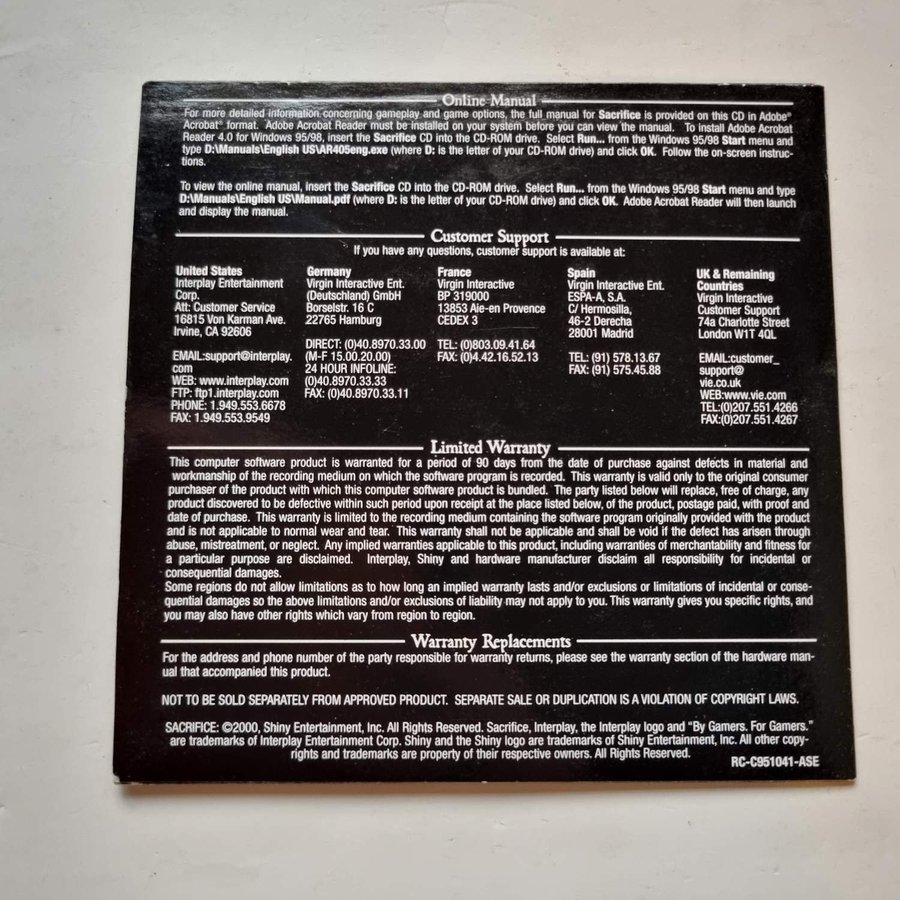 Online Manual
For more detailed information concerning gameplay and game options, the full manual for Sacrifice is provided on this CD in Adobe®
Acrobat® format. Adobe Acrobat Reader must be installed on your system before you can view the manual. To install Adobe Acrobat
Reader 4.0 for Windows 95/98, insert the Sacrifice CD into the CD-ROM drive. Select Run... from the Windows 95/98 Start menu and
type D:\Manuals\English US\AR405eng.exe (where D: is the letter of your CD-ROM drive) and click OK. Follow the on-screen instruc-
tions.
To view the online manual, insert the Sacrifice CD into the CD-ROM drive. Select Run... from the Windows 95/98 Start menu and type
D:\Manuals\English US\Manual.pdf (where D: is the letter of your CD-ROM drive) and click OK. Adobe Acrobat Reader will then launch
and display the manual.
Customer Support
If you have any questions, customer support is available at:
United States
Interplay Entertainment
Corp.
Att: Customer Service
16815 Von Karman Ave.
Irvine, CA 92606
EMAIL:support@interplay.
com
WEB: www.interplay.com
FTP: ftp1.interplay.com
PHONE: 1.949.553.6678
FAX: 1.949.553.9549
Germany
Virgin Interactive Ent.
(Deutschland) GmbH
Borselstr. 16 C
22765 Hamburg
DIRECT: (0)40.8970.33.00
(M-F 15.00.20.00)
24 HOUR INFOLINE:
(0)40.8970.33.33
FAX: (0)40.8970.33.11
France
Virgin Interactive
BP 319000
13853 Aie-en Provence
CEDEX 3
TEL: (0)803.09.41.64
FAX: (0)4.42.16.52.13
Spain
Virgin Interactive Ent.
ESPA-A, S.A.
C/ Hermosilla,
46-2 Derecha
28001 Madrid
TEL: (91) 578.13.67
FAX: (91) 575.45.88
UK & Remaining
Countries
Virgin Interactive
Customer Support
74a Charlotte Street
London W1T 4QL
EMAIL:customer_
support@
vie.co.uk
WEB:www.vie.com
TEL:(0)207.551.4266
FAX:(0)207.551.4267
Limited Warranty
This computer software product is warranted for a period of 90 days from the date of purchase against defects in material and
workmanship of the recording medium on which the software program is recorded. This warranty is valid only to the original consumer
purchaser of the product with which this computer software product is bundled. The party listed below will replace, free of charge, any
product discovered to be defective within such period upon receipt at the place listed below, of the product, postage paid, with proof and
date of purchase. This warranty is limited to the recording medium containing the software program originally provided with the product
and is not applicable to normal wear and tear. This warranty shall not be applicable and shall be void if the defect has arisen through
abuse, mistreatment, or neglect. Any implied warranties applicable to this product, including warranties of merchantability and fitness for
a particular purpose are disclaimed. Interplay, Shiny and hardware manufacturer disclaim all responsibility for incidental or
consequential damages.
Some regions do not allow limitations as to how long an implied warranty lasts and/or exclusions or limitations of incidental or conse-
quential damages so the above limitations and/or exclusions of liability may not apply to you. This warranty gives you specific rights, and
you may also have other rights which vary from region to region.
Warranty Replacements
For the address and phone number of the party responsible for warranty returns, please see the warranty section of the hardware man-
ual that accompanied this product.
NOT TO BE SOLD SEPARATELY FROM APPROVED PRODUCT. SEPARATE SALE OR DUPLICATION IS A VIOLATION OF COPYRIGHT LAWS.
SACRIFICE: ©2000, Shiny Entertainment, Inc. All Rights Reserved. Sacrifice, Interplay, the Interplay logo and "By Gamers. For Gamers."
are trademarks of Interplay Entertainment Corp. Shiny and the Shiny logo are trademarks of Shiny Entertainment, Inc. All other copy-
rights and trademarks are property of their respective owners. All Rights Reserved.
RC-C951041-ASE